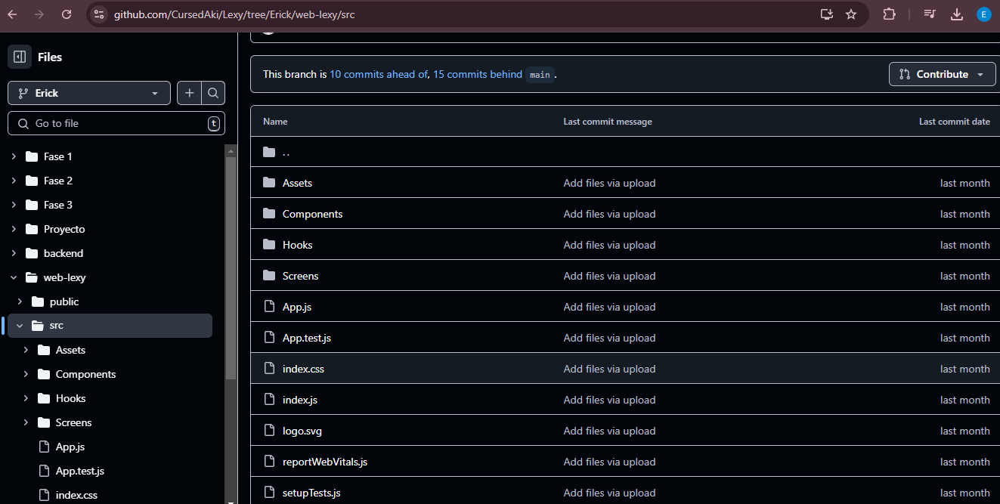 github.com/CursedAki/Lexy/tree/Erick/web-lexy/src
E
Files
Erick
Go to file
t
Fase 1
Fase 2
Fase 3
Proyecto
backend
web-lexy
public
src
Assets
Components
Hooks
Screens
App.js
App.test.js
index.css
This branch is 10 commits ahead of, 15 commits behind main .
Contribute
Name Last commit message Last commit date
..
Assets Add files via upload last month
Components Add files via upload last month
Hooks Add files via upload last month
Screens Add files via upload last month
App.js Add files via upload last month
App.test.js Add files via upload last month
index.css Add files via upload last month
index.js Add files via upload last month
logo.svg Add files via upload last month
reportWebVitals.js Add files via upload last month
setupTests.js Add files via upload last month